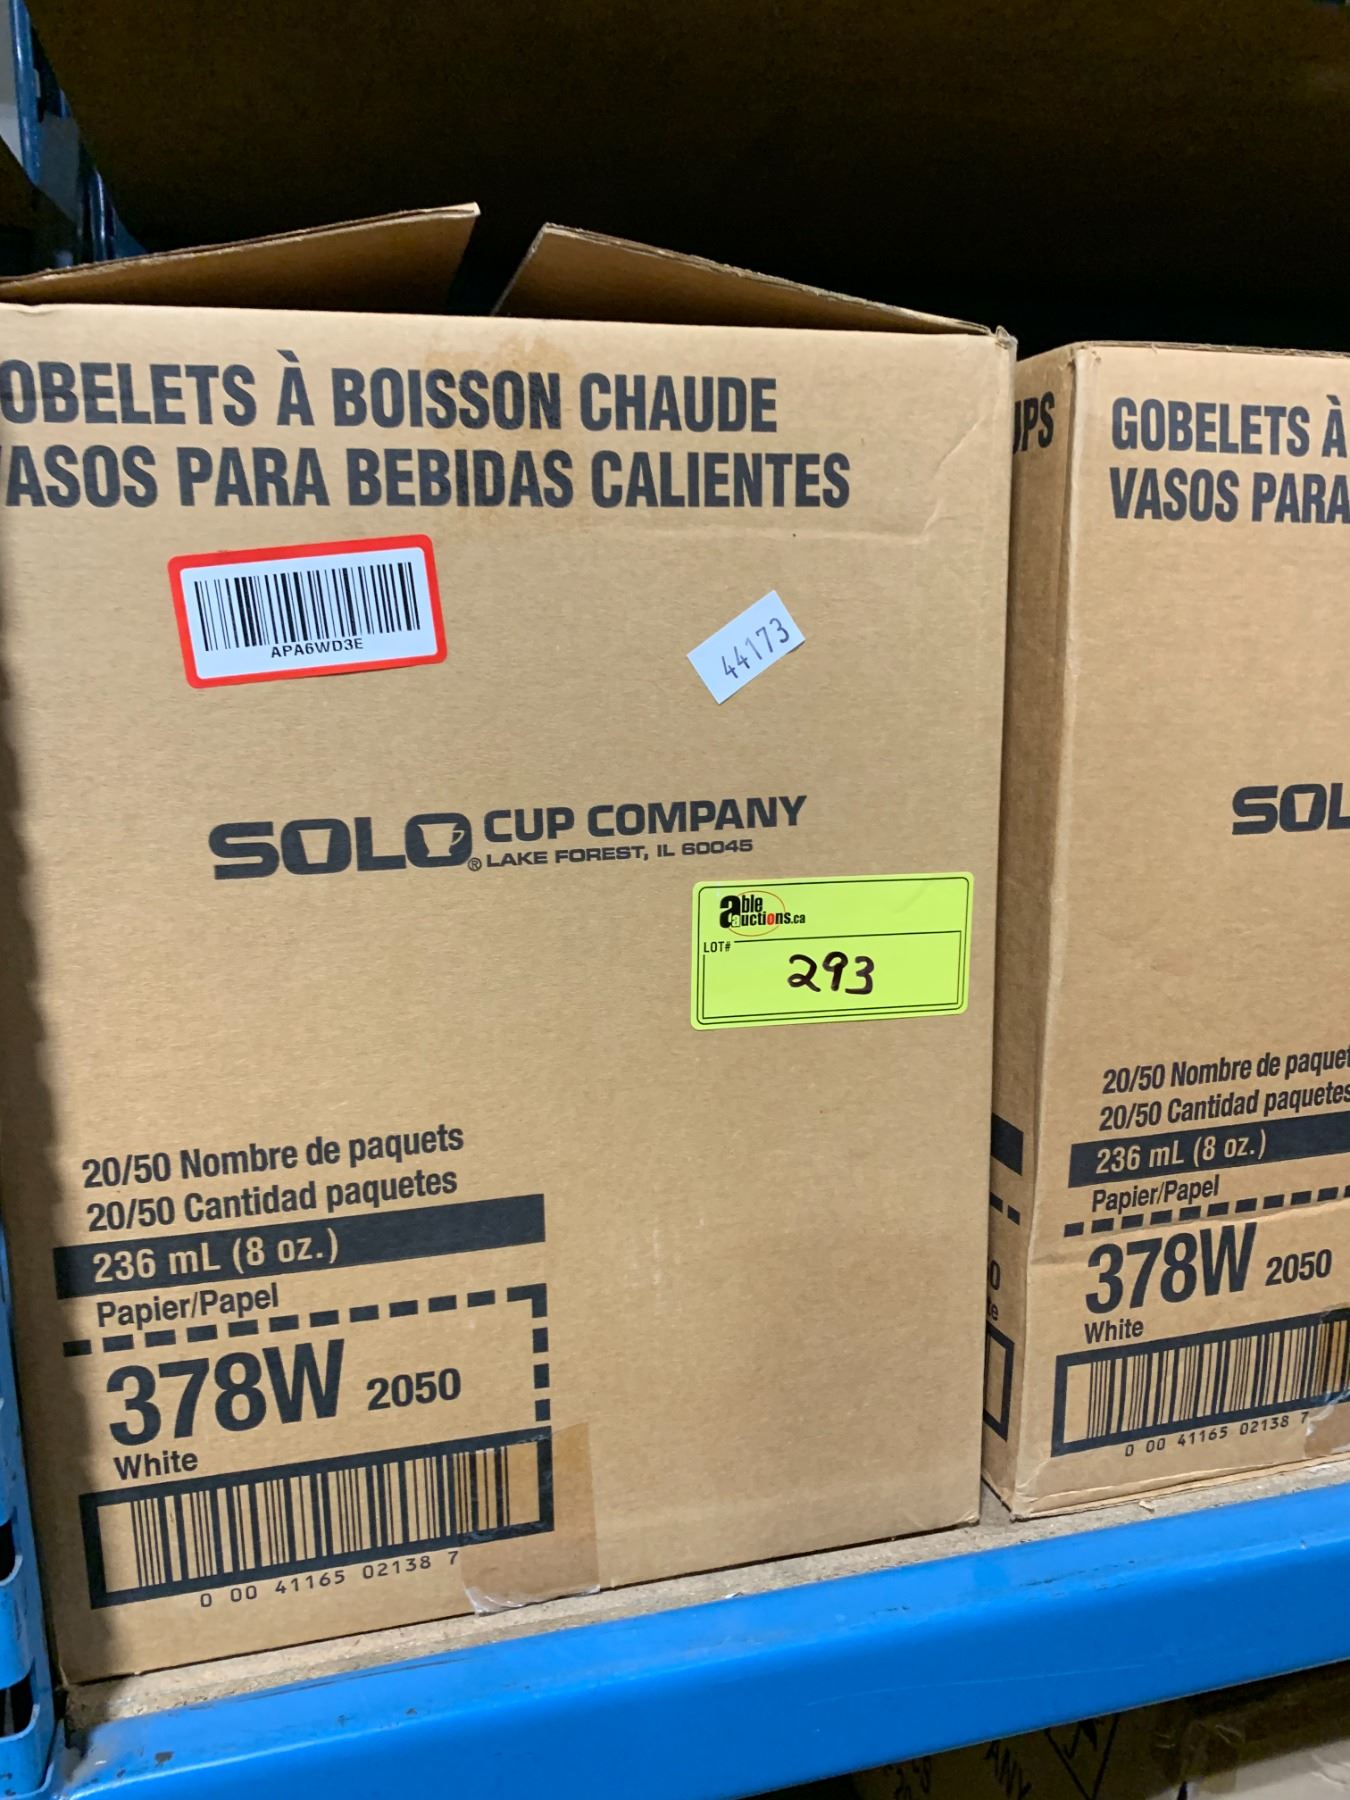 OBELETS À BOISSON CHAUDE
VASOS PARA BEBIDAS CALIENTES
APA6WD3E
44173
SOLO® CUP COMPANY
LAKE FOREST, IL 60045
able auctions.ca
LOT#
293
20/50 Nombre de paquets
20/50 Cantidad paquetes
236 mL (8 oz.)
Papier/Papel
378W 2050
White
0 00 41165 02138 7
UPS
GOBELETS À
VASOS PARA
SOL
20/50 Nombre de paquet
20/50 Cantidad paquetes
236 mL (8 oz.)
Papier/Papel
378W 2050
White
0 00 41165 02138 7